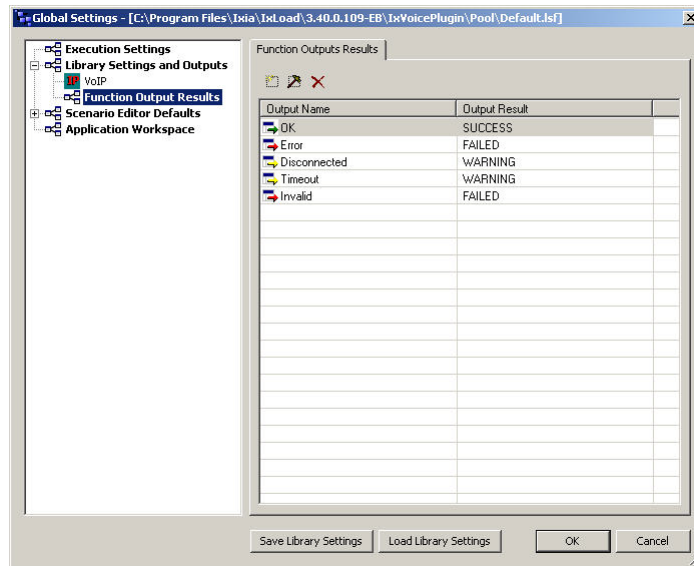 Global Settings - [C:\Program Files\Ixia\IxLoad\3.40.0.109-EB\IxVoicePlugin\Pool\Default.lsf]
Execution Settings
Library Settings and Outputs
VoIP
Function Output Results
Scenario Editor Defaults
Application Workspace
Function Outputs Results
Output Name Output Result
OK SUCCESS
Error FAILED
Disconnected WARNING
Timeout WARNING
Invalid FAILED
Save Library Settings Load Library Settings OK Cancel